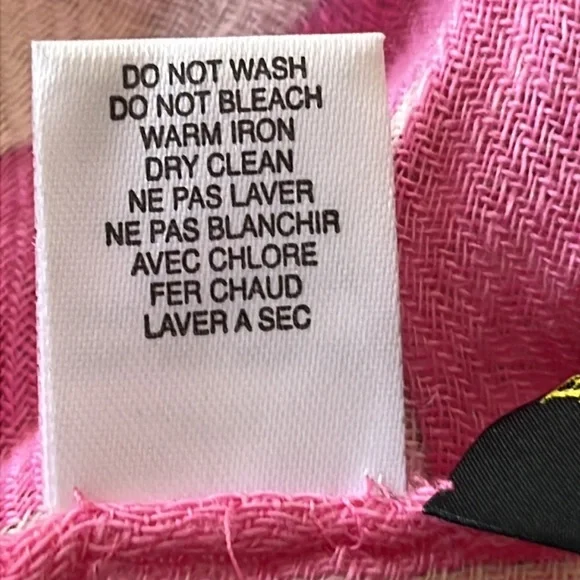 DO NOT WASH
DO NOT BLEACH
WARM IRON
DRY CLEAN
NE PAS LAVER
NE PAS BLANCHIR
AVEC CHLORE
FER CHAUD
LAVER A SEC